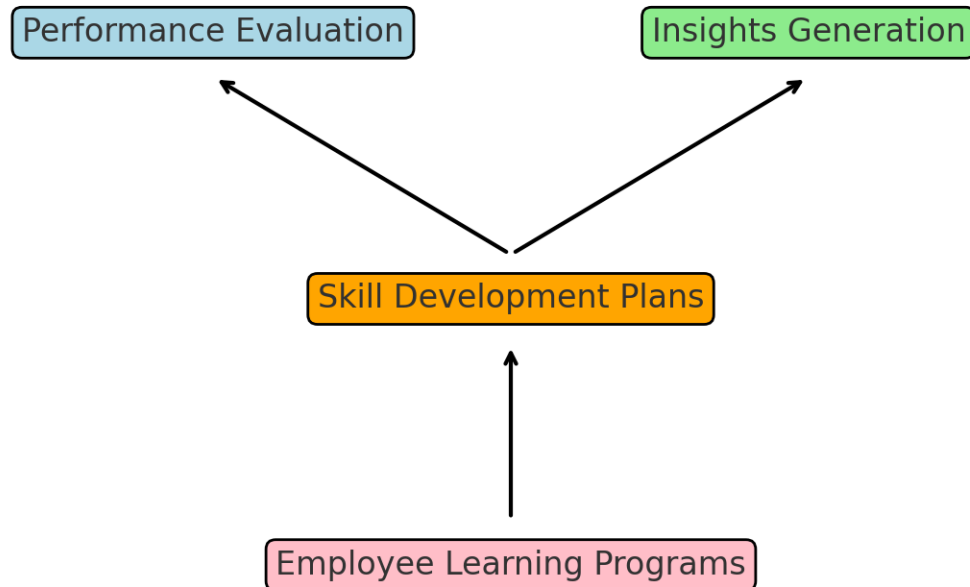 Performance Evaluation
Insights Generation
Skill Development Plans
Employee Learning Programs